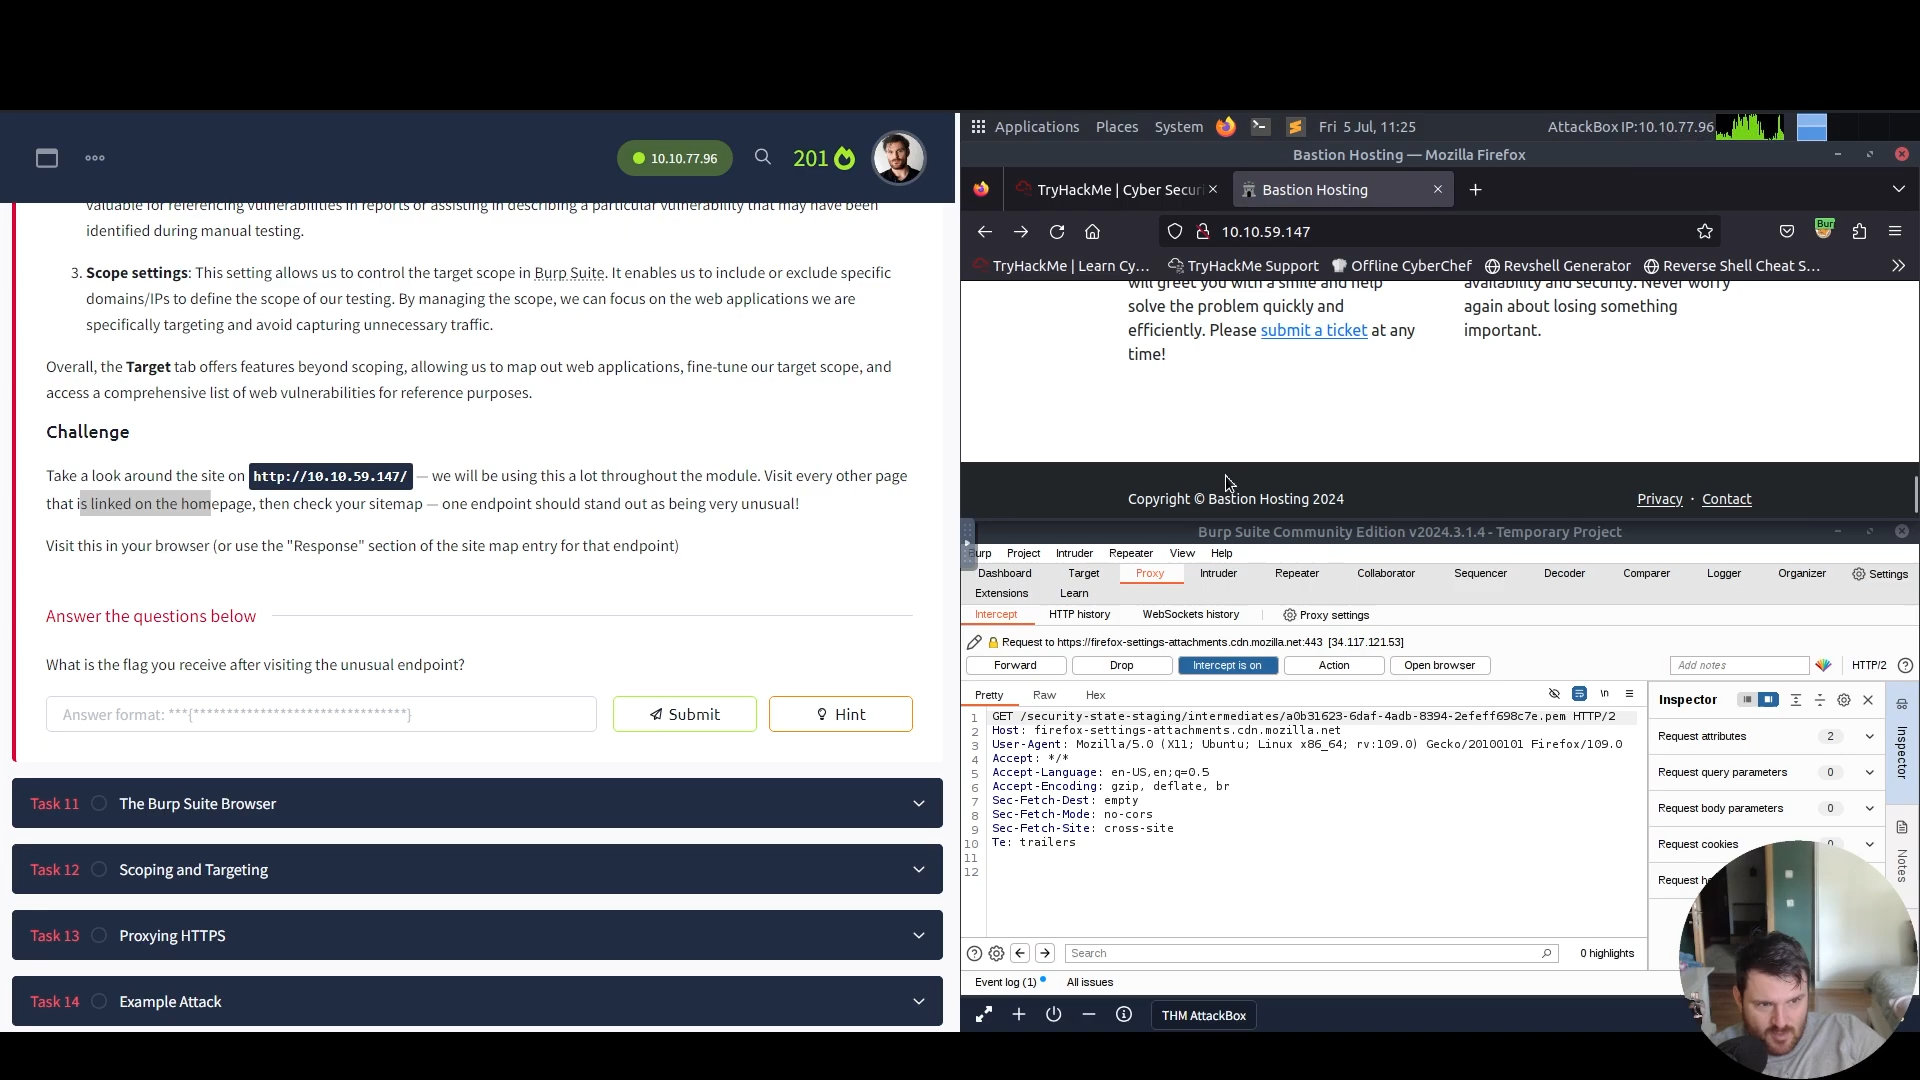 10.10.77.96
201
valuable for referencing vulnerabilities in reports or assisting in describing a particular vulnerability that may have been
identified during manual testing.
3. Scope settings: This setting allows us to control the target scope in Burp Suite. It enables us to include or exclude specific
domains/IPs to define the scope of our testing. By managing the scope, we can focus on the web applications we are
specifically targeting and avoid capturing unnecessary traffic.
Overall, the Target tab offers features beyond scoping, allowing us to map out web applications, fine-tune our target scope, and
access a comprehensive list of web vulnerabilities for reference purposes.
Challenge
Take a look around the site on http://10.10.59.147/ — we will be using this a lot throughout the module. Visit every other page
that is linked on the homepage, then check your sitemap — one endpoint should stand out as being very unusual!
Visit this in your browser (or use the "Response" section of the site map entry for that endpoint)
Answer the questions below
What is the flag you receive after visiting the unusual endpoint?
Answer format: ***{********************************}
Submit
Hint
Task 11 The Burp Suite Browser
Task 12 Scoping and Targeting
Task 13 Proxying HTTPS
Task 14 Example Attack
Applications Places System Fri 5 Jul, 11:25 AttackBox IP:10.10.77.96
Bastion Hosting — Mozilla Firefox
TryHackMe | Cyber Securi
Bastion Hosting
10.10.59.147
Bur
TryHackMe | Learn Cy… TryHackMe Support Offline CyberChef Revshell Generator Reverse Shell Cheat S…
will greet you with a smile and help
solve the problem quickly and
efficiently. Please submit a ticket at any
time!
availability and security. Never worry
again about losing something
important.
Copyright © Bastion Hosting 2024
Privacy · Contact
Burp Suite Community Edition v2024.3.1.4 - Temporary Project
Burp Project Intruder Repeater View Help
Dashboard Target Proxy Intruder Repeater Collaborator Sequencer Decoder Comparer Logger Organizer Settings
Extensions Learn
Intercept HTTP history WebSockets history Proxy settings
Request to https://firefox-settings-attachments.cdn.mozilla.net:443 [34.117.121.53]
Forward Drop Intercept is on Action Open browser Add notes HTTP/2
Pretty Raw Hex \n
1 GET /security-state-staging/intermediates/a0b31623-6daf-4adb-8394-2efeff698c7e.pem HTTP/2
2 Host: firefox-settings-attachments.cdn.mozilla.net
3 User-Agent: Mozilla/5.0 (X11; Ubuntu; Linux x86_64; rv:109.0) Gecko/20100101 Firefox/109.0
4 Accept: */*
5 Accept-Language: en-US,en;q=0.5
6 Accept-Encoding: gzip, deflate, br
7 Sec-Fetch-Dest: empty
8 Sec-Fetch-Mode: no-cors
9 Sec-Fetch-Site: cross-site
10 Te: trailers
11
12
Inspector
Request attributes 2
Request query parameters 0
Request body parameters 0
Request cookies
Request
Inspector
Notes
Search
0 highlights
Event log (1) All issues
THM AttackBox